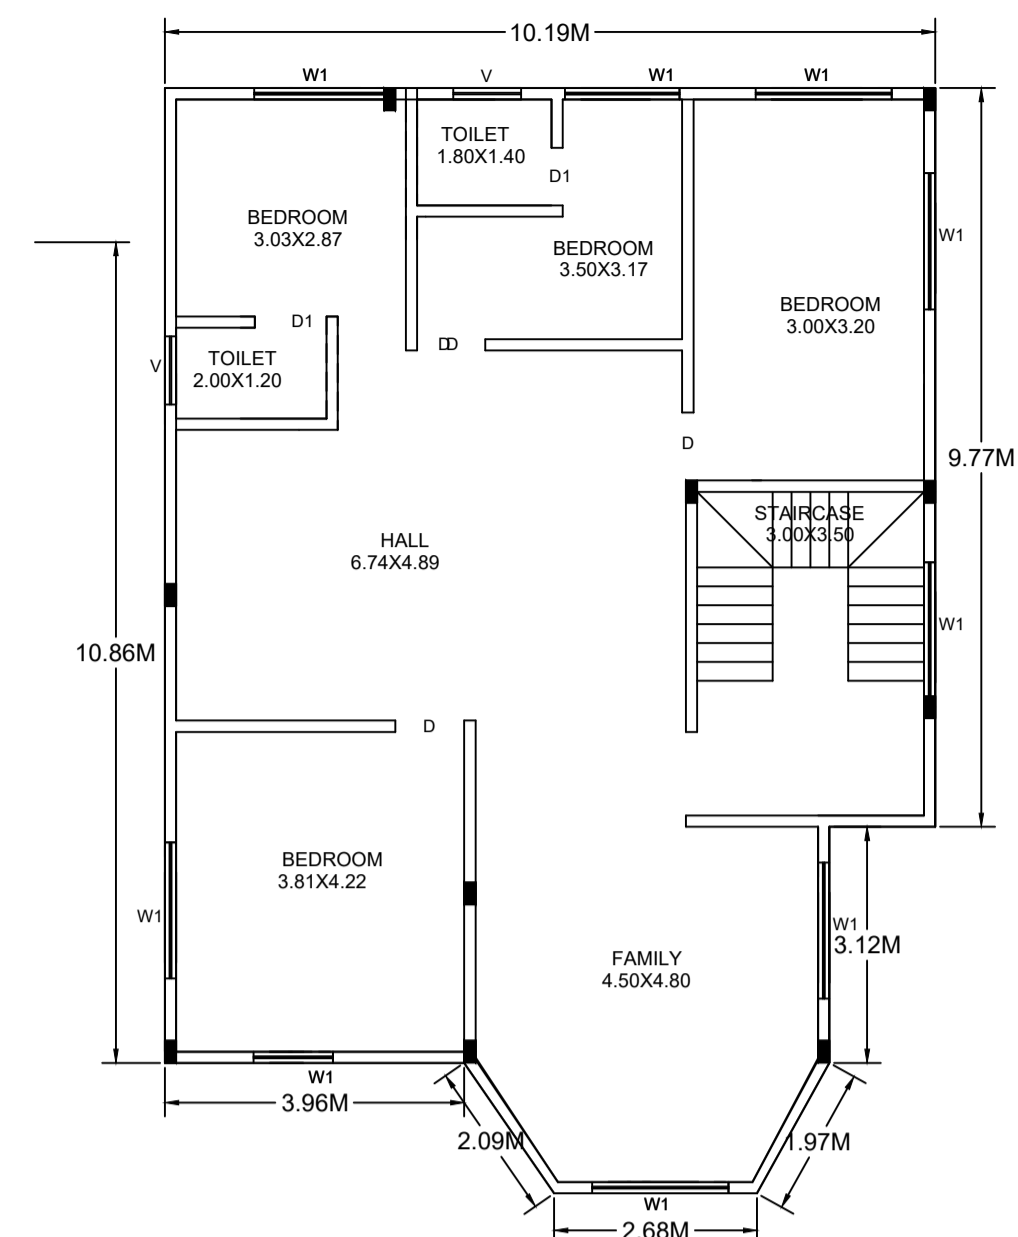 10.19M
W1
V
W1
W1
TOILET
1.80X1.40
D1
BEDROOM
3.03X2.87
BEDROOM
3.50X3.17
W1
BEDROOM
3.00X3.20
D1
V
TOILET
2.00X1.20
DD
D
9.77M
STAIRCASE
3.00X3.50
HALL
6.74X4.89
W1
10.86M
D
BEDROOM
3.81X4.22
W1
W1
3.12M
FAMILY
4.50X4.80
W1
3.96M
2.09M
1.97M
W1
2.68M